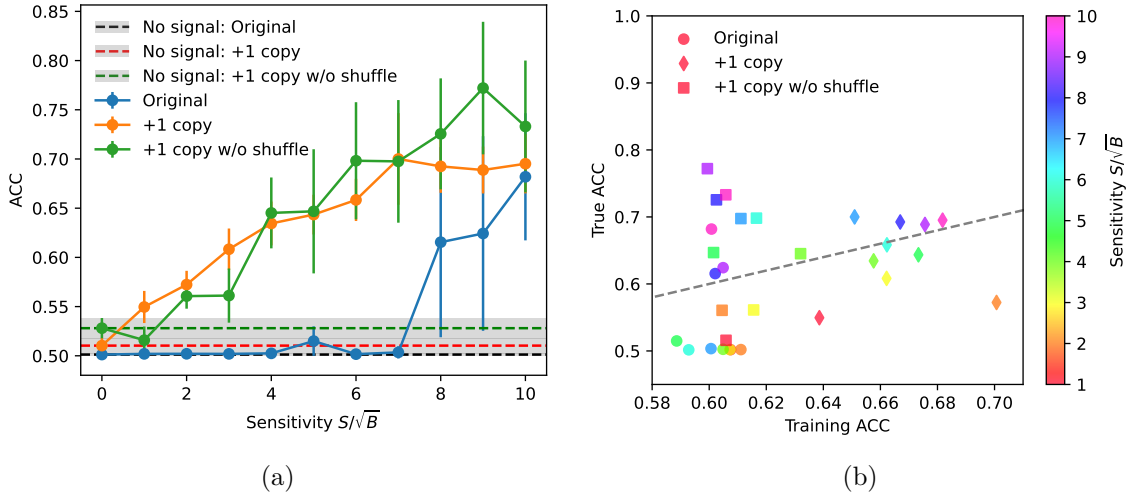 No signal: Original
No signal: +1 copy
No signal: +1 copy w/o shuffle
Original
+1 copy
+1 copy w/o shuffle
0.85
0.80
0.75
0.70
0.65
0.60
0.55
0.50
ACC
0 2 4 6 8 10
Sensitivity S/√B
(a)
Original
+1 copy
+1 copy w/o shuffle
1.0
0.9
0.8
0.7
0.6
0.5
True ACC
0.58 0.60 0.62 0.64 0.66 0.68 0.70
Training ACC
10
9
8
7
6
5
4
3
2
1
Sensitivity S/√B
(b)